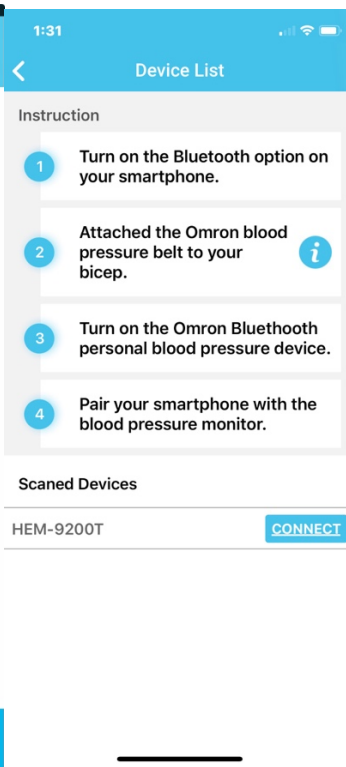 1:31
Device List
Instruction
1
Turn on the Bluetooth option on
your smartphone.
2
Attached the Omron blood
pressure belt to your
bicep.
i
3
Turn on the Omron Bluethooth
personal blood pressure device.
4
Pair your smartphone with the
blood pressure monitor.
Scaned Devices
HEM-9200T
CONNECT